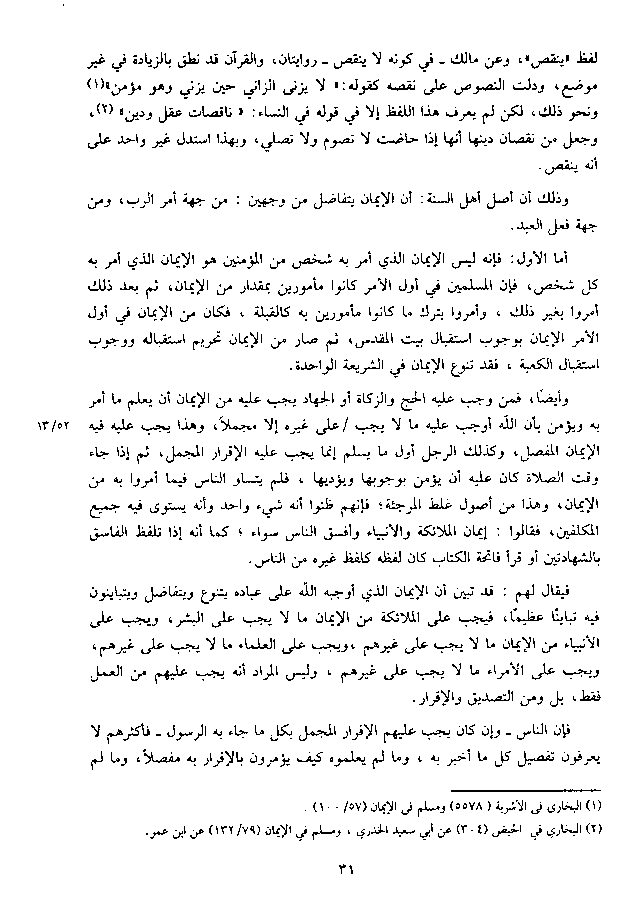 لفظ «ينقص»، وعن مالك ـ في كونه لا ينقص ـ روايتان، والقرآن قد نطق بالزيادة في غير
موضع، ودلت النصوص على نقصه كقوله: «لا يزنى الزاني حين يزني وهو مؤمن»(١)
ونحو ذلك، لكن لم يعرف هذا اللفظ إلا في قوله في النساء: «ناقصات عقل ودين» (٢)،
وجعل من نقصان دينها أنها إذا حاضت لا تصوم ولا تصلي، وبهذا استدل غير واحد على
أنه ينقص.
وذلك أن أصل أهل السنة: أن الإيمان يتفاضل من وجهين : من جهة أمر الرب، ومن
جهة فعل العبد.
أما الأول: فإنه ليس الإيمان الذي أمر به شخص من المؤمنين هو الإيمان الذي أمر به
كل شخص، فإن المسلمين في أول الأمر كانوا مأمورين بمقدار من الإيمان، ثم بعد ذلك
أمروا بغير ذلك ، وأمروا بترك ما كانوا مأمورين به كالقبلة ، فكان من الإيمان في أول
الأمر الإيمان بوجوب استقبال بيت المقدس، ثم صار من الإيمان تحريم استقباله ووجوب
استقبال الكعبة ، فقد تنوع الإيمان في الشريعة الواحدة.
وأيضًا، فمن وجب عليه الحج والزكاة أو الجهاد يجب عليه من الإيمان أن يعلم ما أمر
به ويؤمن بأن الله أوجب عليه ما لا يجب /على غيره إلا مجملاً، وهذا يجب عليه فيه
١٣/٥٢
الإيمان المفصل، وكذلك الرجل أول ما يسلم إنما يجب عليه الإقرار المجمل، ثم إذا جاء
وقت الصلاة كان عليه أن يؤمن بوجوبها ويؤديها ، فلم يتساو الناس فيما أمروا به من
الإيمان، وهذا من أصول غلط المرجئة؛ فإنهم ظنوا أنه شيء واحد وأنه يستوى فيه جميع
المكلفين، فقالوا : إيمان الملائكة والأنبياء وأفسق الناس سواء ؛ كما أنه إذا تلفظ الفاسق
بالشهادتين أو قرأ فاتحة الكتاب كان لفظه كلفظ غيره من الناس.
فيقال لهم : قد تبين أن الإيمان الذي أوجبه الله على عباده يتنوع ويتفاضل ويتباينون
فيه تباينًا عظيمًا، فيجب على الملائكة من الإيمان ما لا يجب على البشر، ويجب على
الأنبياء من الإيمان ما لا يجب على غيرهم ،ويجب على العلماء ما لا يجب على غيرهم،
ويجب على الأمراء ما لا يجب على غيرهم ، وليس المراد أنه يجب عليهم من العمل
فقط، بل ومن التصديق والإقرار.
فإن الناس ـ وإن كان يجب عليهم الإقرار المجمل بكل ما جاء به الرسول ـ فأكثرهم لا
يعرفون تفصيل كل ما أخبر به ، وما لم يعلموه كيف يؤمرون بالإقرار به مفصلاً، وما لم
(١) البخارى فى الأشربة ( ٥٥٧٨) ومسلم فى الإيمان (٥٧/ ١٠٠) .
(٢) البخاري في الحيض (٣٠٤) عن أبي سعيد الخدري ، ومسلم في الإيمان (٧٩/ ١٣٢) عن ابن عمر.
٣١